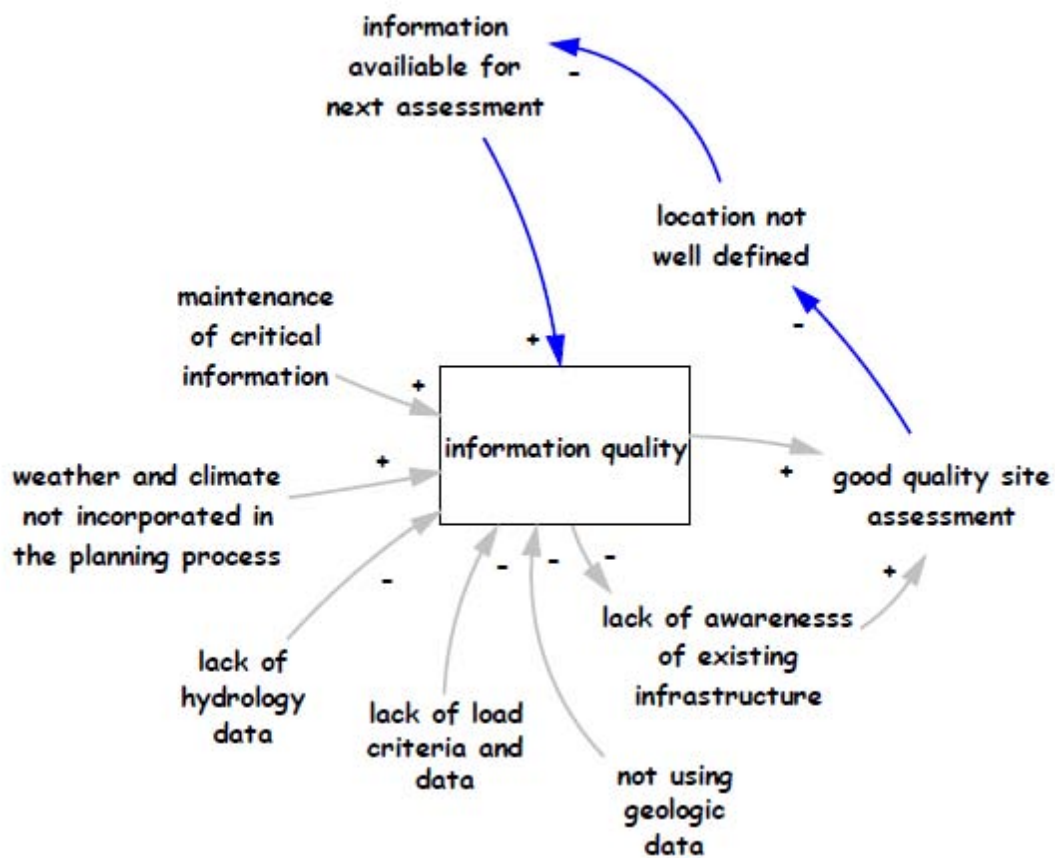 information
availiable for
next assessment
-
location not
well defined
-
maintenance
of critical
information
+
+
information quality
+
weather and climate
not incorporated in
the planning process
+
good quality site
assessment
-
-
-
-
+
lack of awarenesss
of existing
infrastructure
lack of
hydrology
data
lack of load
criteria and
data
not using
geologic
data